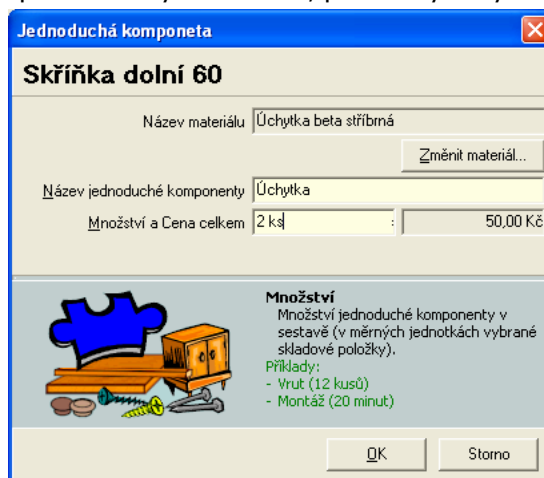 Jednoduchá komponeta
Skříňka dolní 60
Název materiálu Úchytka beta stříbrná
Změnit materiál...
Název jednoduché komponenty Úchytka
Množství a Cena celkem 2 ks : 50,00 Kč
Množství
Množství jednoduché komponenty v
sestavě (v měrných jednotkách vybrané
skladové položky).
Příklady:
- Vrut (12 kusů)
- Montáž (20 minut)
OK Storno